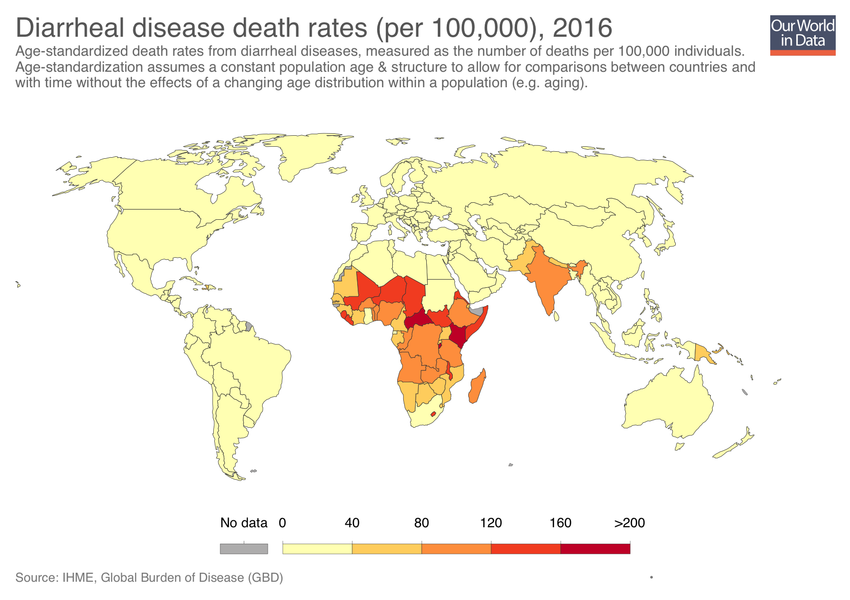 Diarrheal disease death rates (per 100,000), 2016
Our World
in Data
Age-standardized death rates from diarrheal diseases, measured as the number of deaths per 100,000 individuals.
Age-standardization assumes a constant population age & structure to allow for comparisons between countries and
with time without the effects of a changing age distribution within a population (e.g. aging).
No data 0 40 80 120 160 >200
Source: IHME, Global Burden of Disease (GBD)